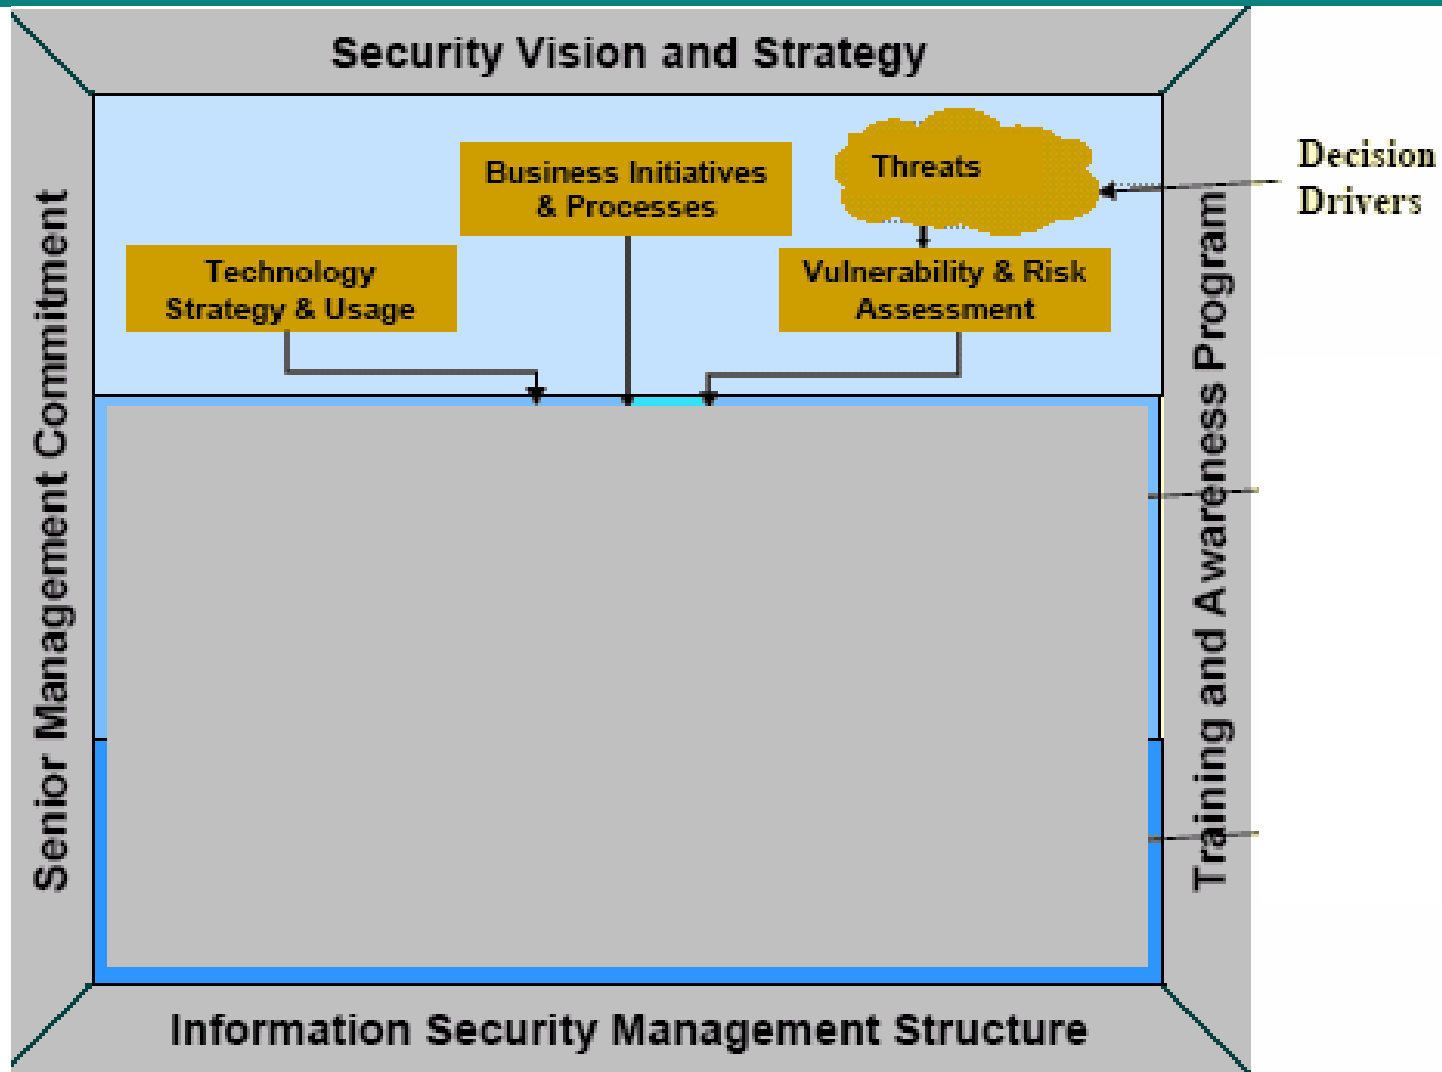 Security Vision and Strategy
Business Initiatives
& Processes
Threats
Decision
Drivers
Technology
Strategy & Usage
Vulnerability & Risk
Assessment
Senior Management Commitment
Training and Awareness Program
Information Security Management Structure